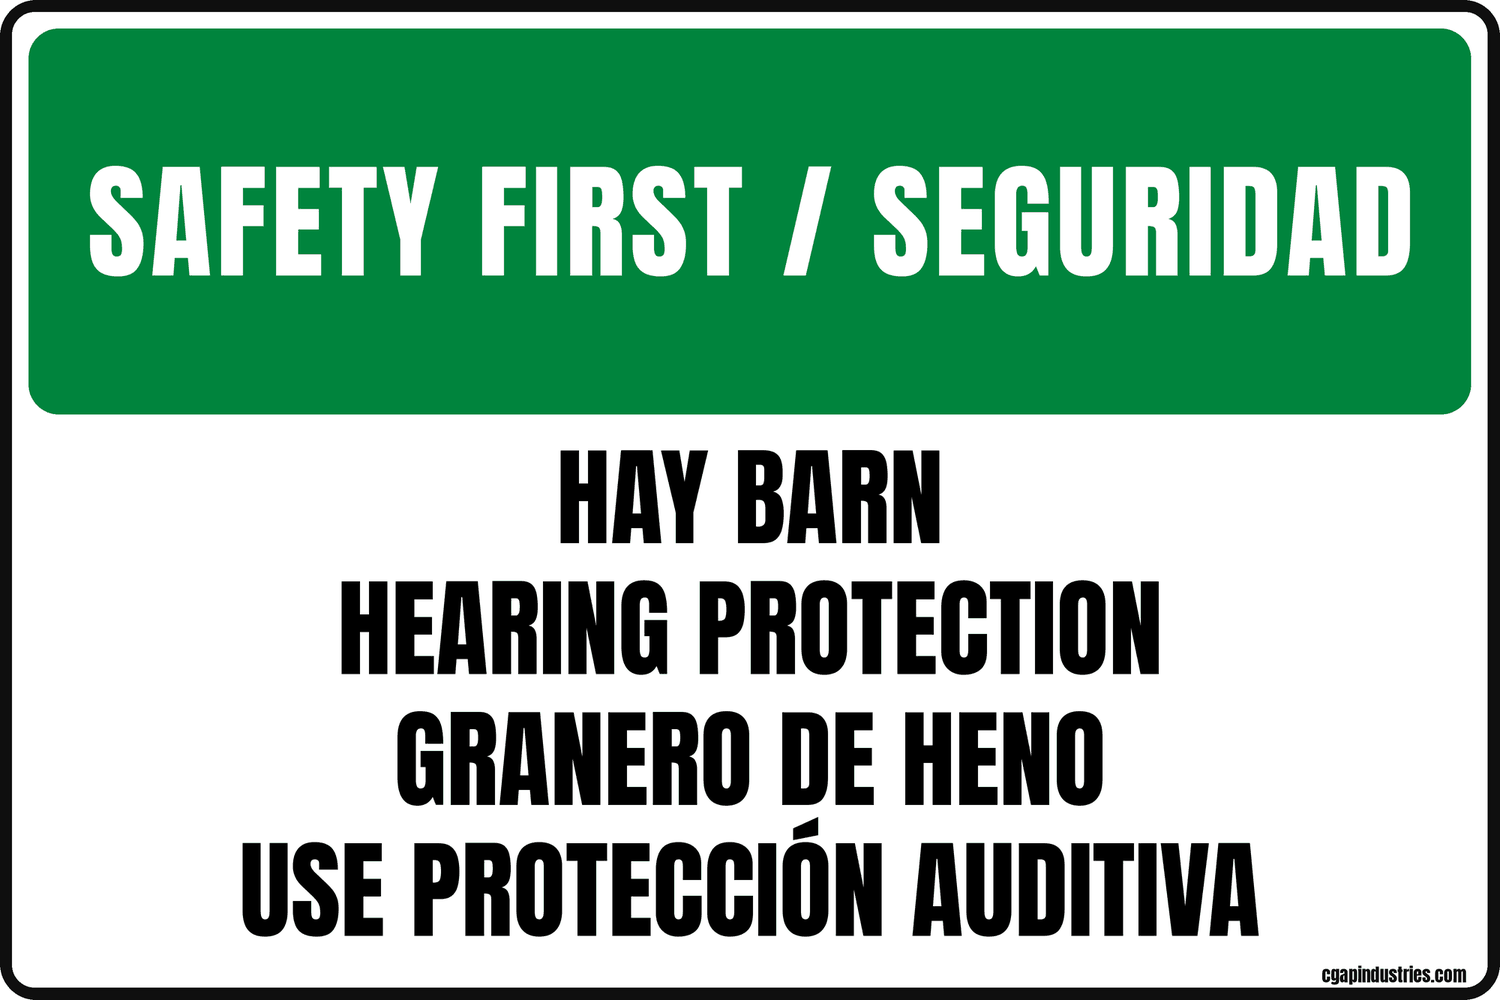 SAFETY FIRST / SEGURIDAD
HAY BARN
HEARING PROTECTION
GRANERO DE HENO
USE PROTECCIÓN AUDITIVA
cgapindustries.com